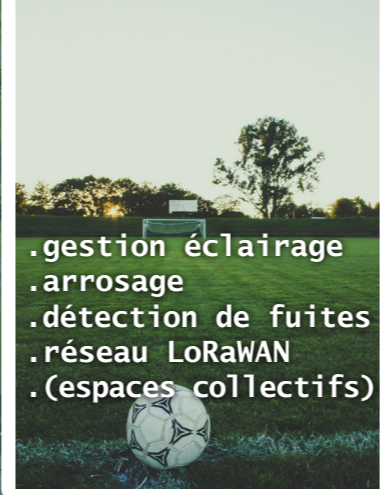 .gestion éclairage
.arrosage
.détection de fuites
.réseau LoRaWAN
.(espaces collectifs)